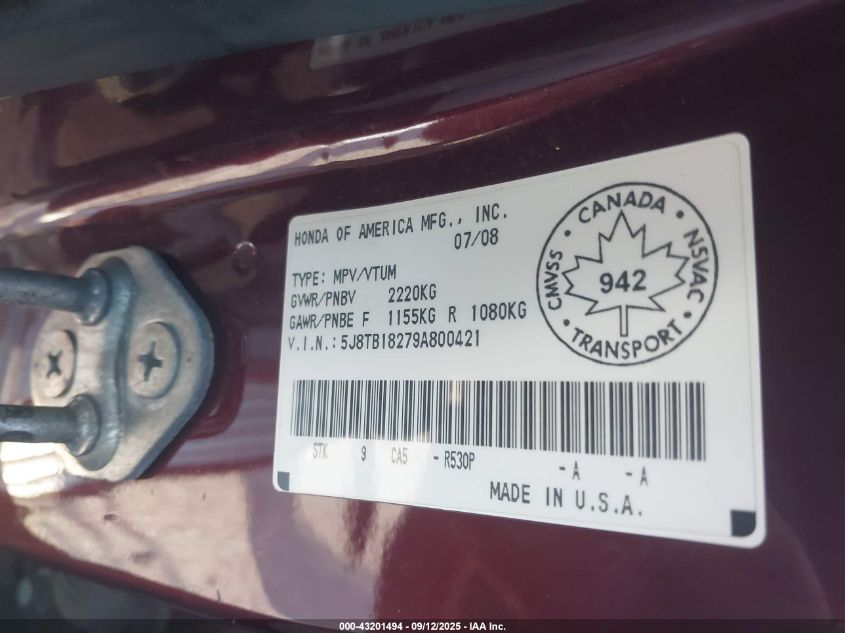 HONDA OF AMERICA MFG., INC.
07/08
TYPE: MPV/VTUM
GVWR/PNBV 2220KG
GAWR/PNBE F 1155KG R 1080KG
V.I.N.: 5J8TB18279A800421
STK 9 CA5 - R530P -A -A
MADE IN U.S.A.
CANADA · NSVAC · TRANSPORT · CMVSS ·
942
000-43201494 - 09/12/2025 - IAA Inc.